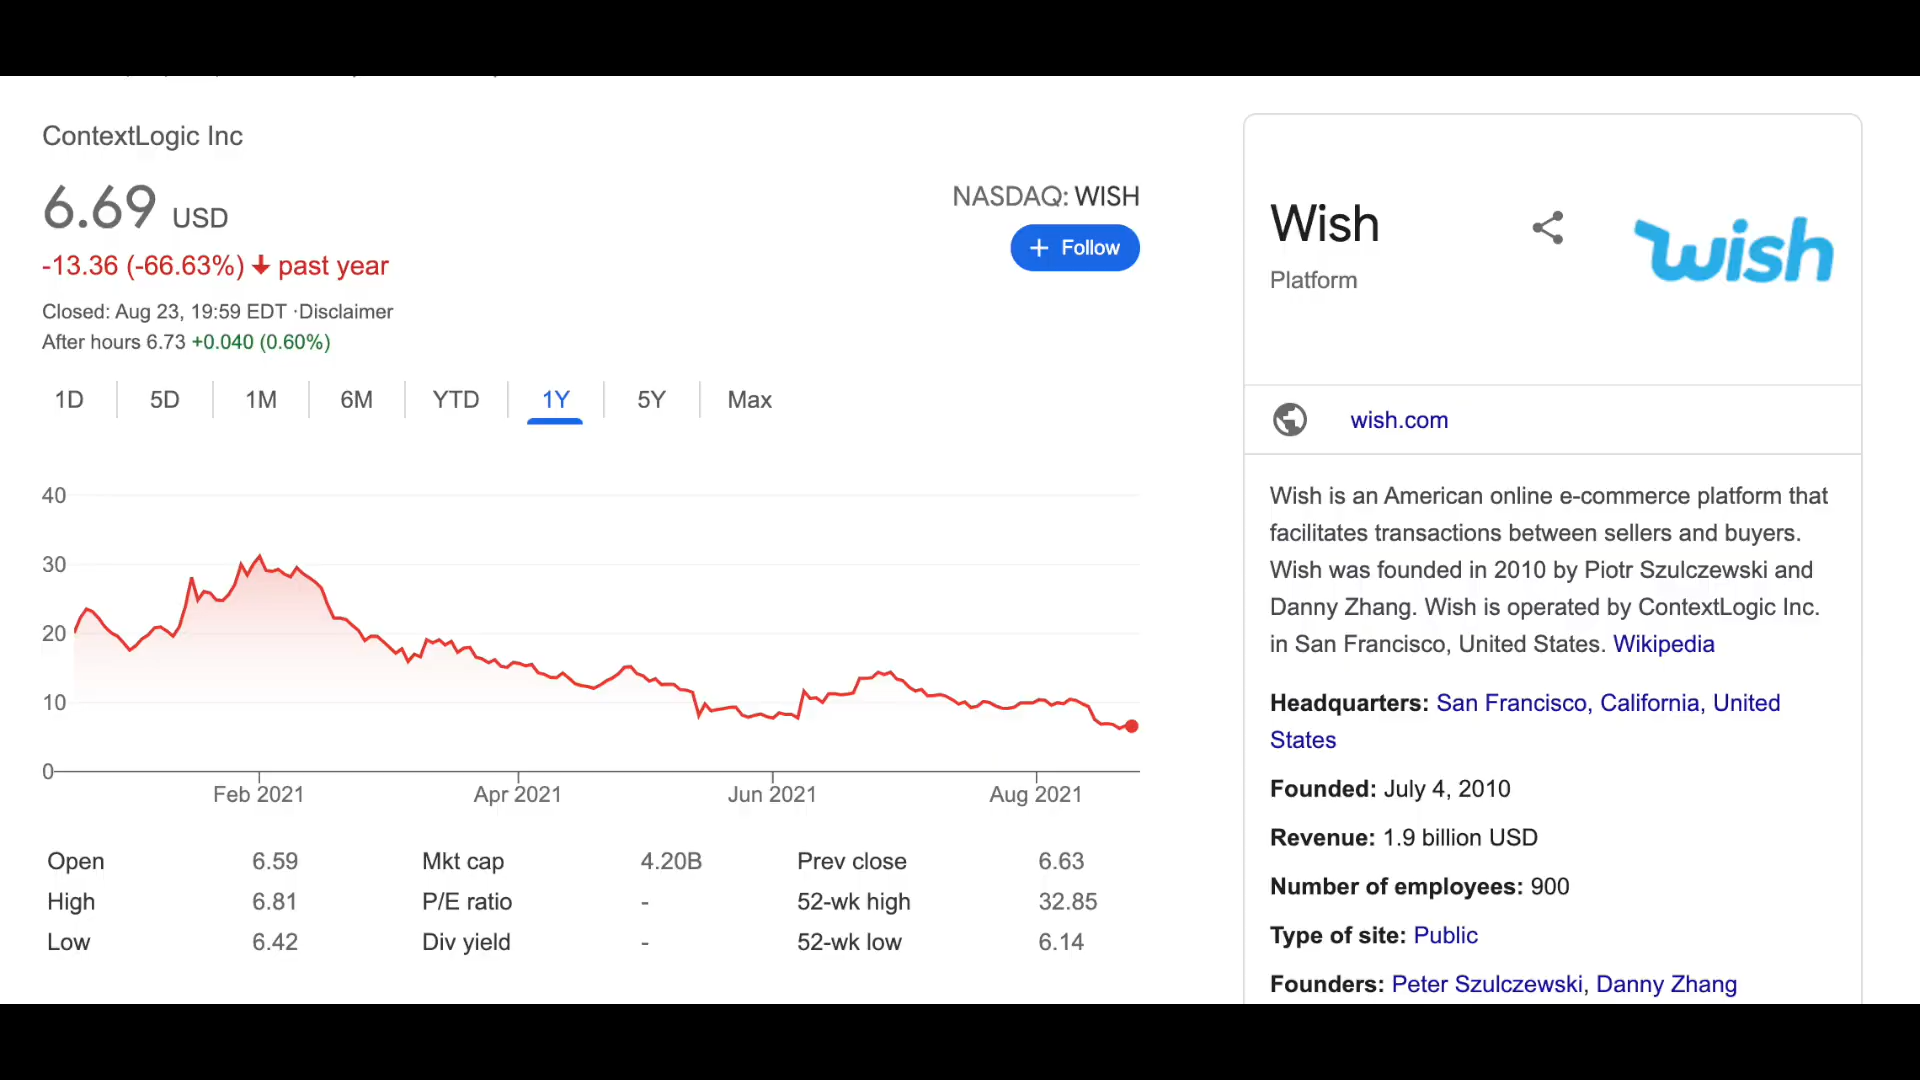 ContextLogic Inc
6.69 USD
NASDAQ: WISH
-13.36 (-66.63%) ↓ past year
+ Follow
Closed: Aug 23, 19:59 EDT ·Disclaimer
After hours 6.73 +0.040 (0.60%)
1D 5D 1M 6M YTD 1Y 5Y Max
40
30
20
10
0
Feb 2021 Apr 2021 Jun 2021 Aug 2021
Open 6.59 Mkt cap 4.20B Prev close 6.63
High 6.81 P/E ratio - 52-wk high 32.85
Low 6.42 Div yield - 52-wk low 6.14
Wish
wish
Platform
wish.com
Wish is an American online e-commerce platform that
facilitates transactions between sellers and buyers.
Wish was founded in 2010 by Piotr Szulczewski and
Danny Zhang. Wish is operated by ContextLogic Inc.
in San Francisco, United States. Wikipedia
Headquarters: San Francisco, California, United
States
Founded: July 4, 2010
Revenue: 1.9 billion USD
Number of employees: 900
Type of site: Public
Founders: Peter Szulczewski, Danny Zhang